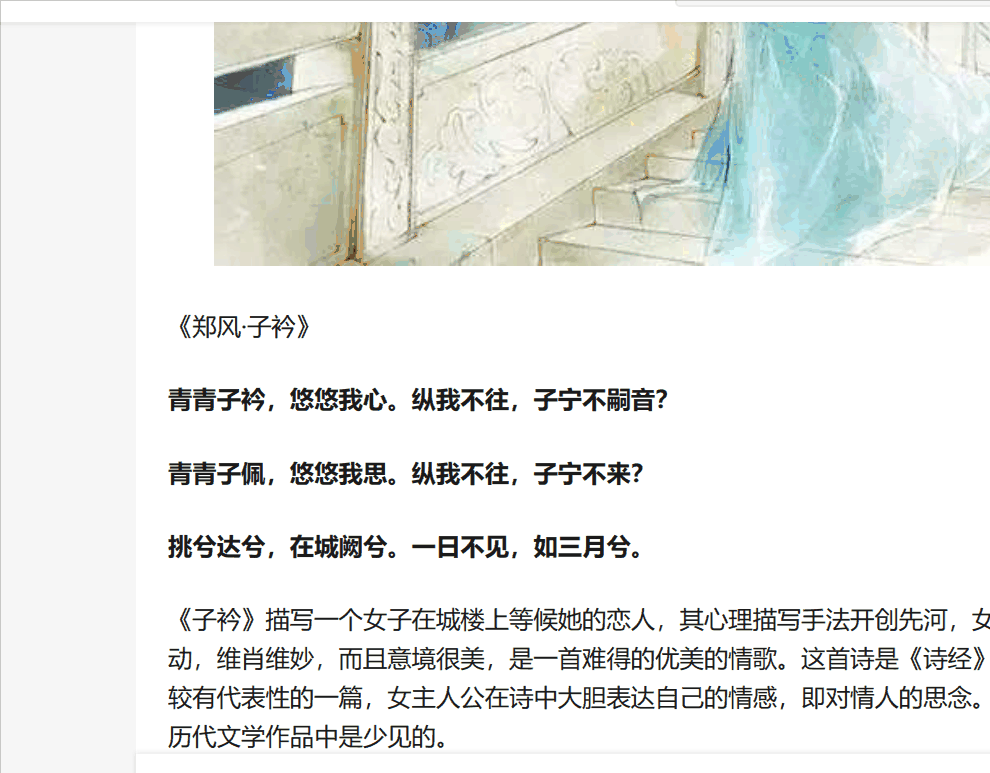 《郑风·子衿》
青青子衿，悠悠我心。纵我不往，子宁不嗣音？
青青子佩，悠悠我思。纵我不往，子宁不来？
挑兮达兮，在城阙兮。一日不见，如三月兮。
《子衿》描写一个女子在城楼上等候她的恋人，其心理描写手法开创先河，女
动，维肖维妙，而且意境很美，是一首难得的优美的情歌。这首诗是《诗经》
较有代表性的一篇，女主人公在诗中大胆表达自己的情感，即对情人的思念。
历代文学作品中是少见的。